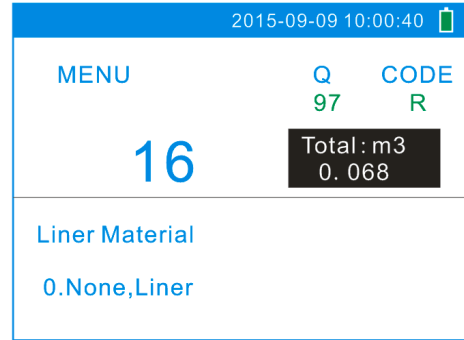 2015-09-09 10:00:40
MENU Q CODE
97 R
16
Total:m3
0. 068
Liner Material
0.None,Liner